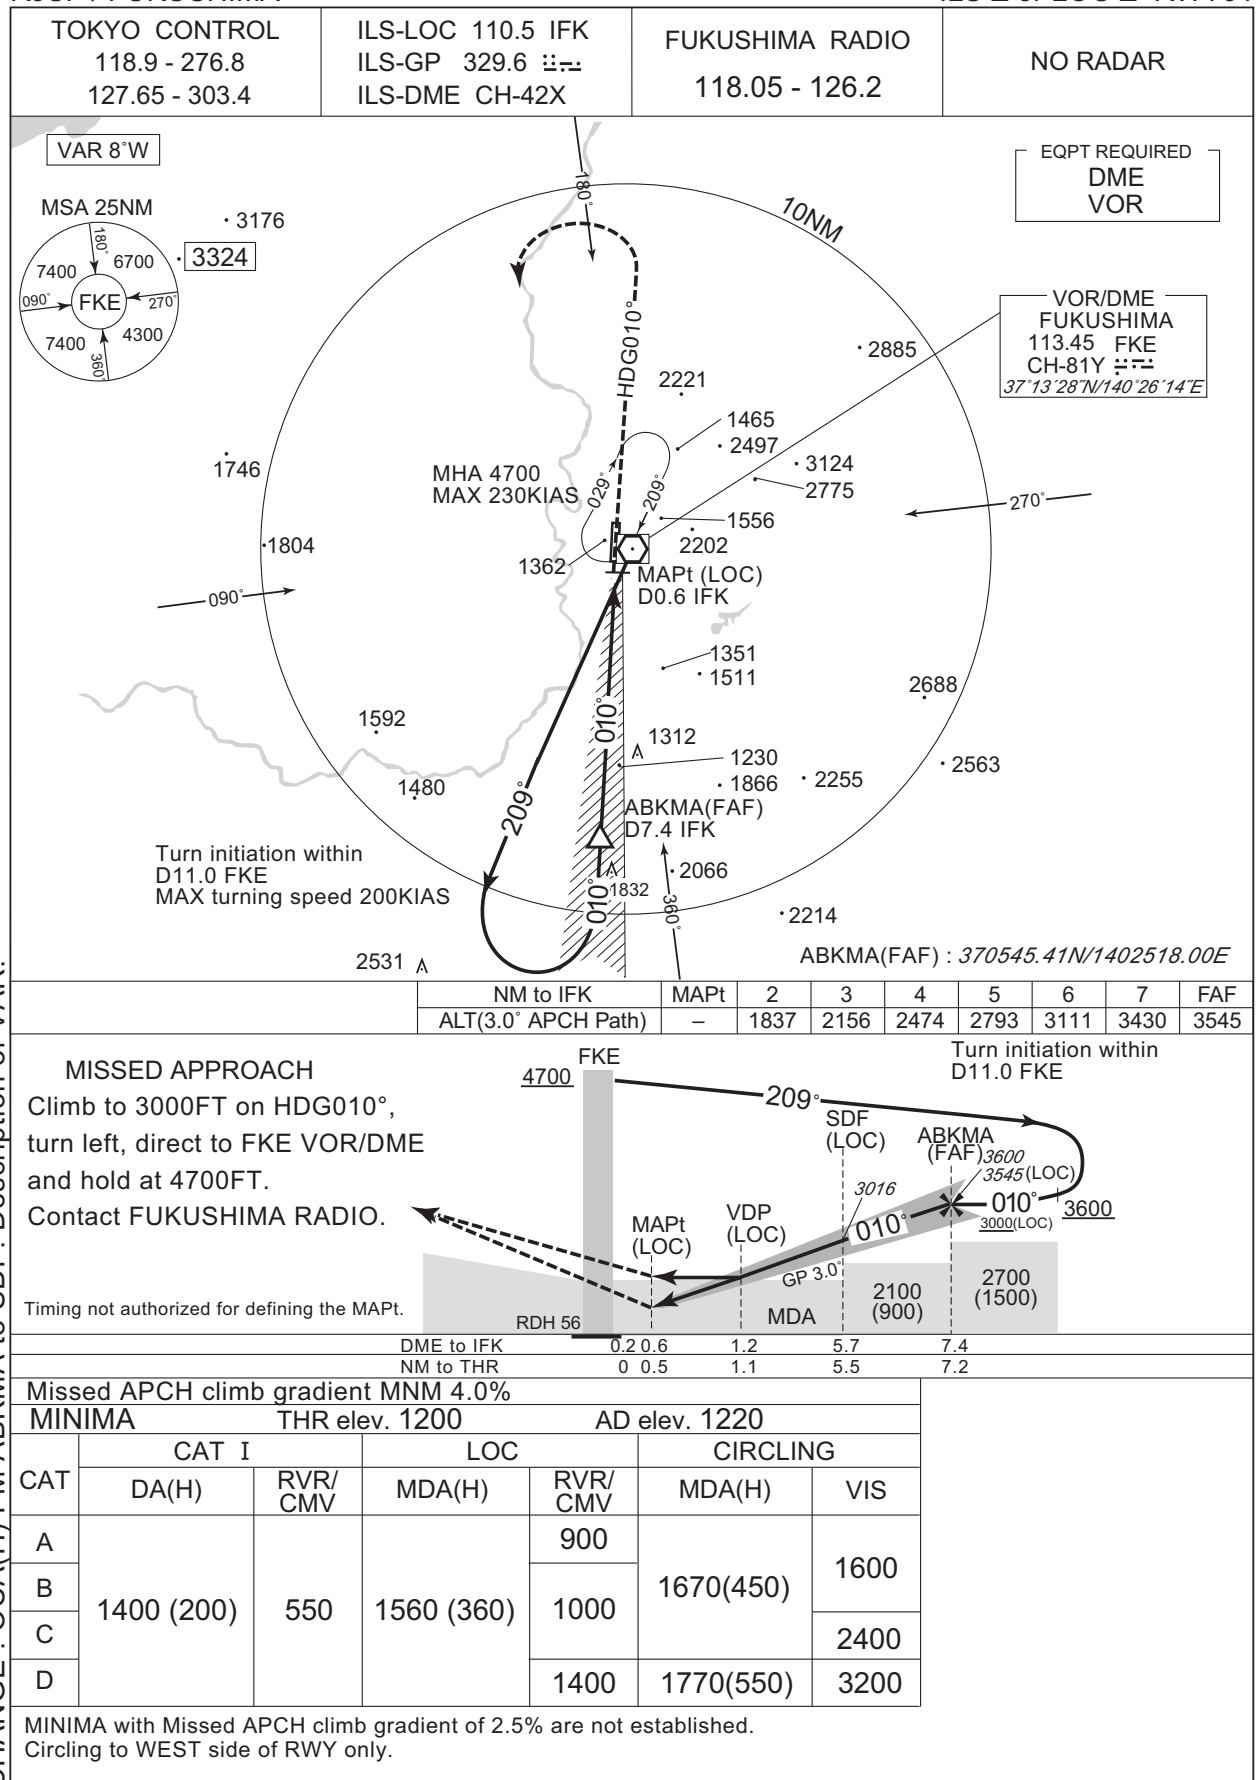 TOKYO CONTROL
118.9 - 276.8
127.65 - 303.4
ILS-LOC 110.5 IFK
ILS-GP 329.6
ILS-DME CH-42X
FUKUSHIMA RADIO
118.05 - 126.2
NO RADAR
VAR 8°W
EQPT REQUIRED
DME
VOR
MSA 25NM
180°
7400
6700
090°
FKE
270°
7400
4300
360°
3176
3324
180°
10NM
HDG010°
VOR/DME
FUKUSHIMA
113.45 FKE
CH-81Y
37°13´28˝N/140°26´14˝E
2885
2221
1465
2497
3124
2775
1746
MHA 4700
MAX 230KIAS
029°
209°
270°
1556
2202
1804
1362
MAPt (LOC)
D0.6 IFK
090°
1351
1511
2688
1592
010°
1312
1230
1866
2255
2563
1480
209°
ABKMA(FAF)
D7.4 IFK
Turn initiation within
D11.0 FKE
MAX turning speed 200KIAS
010°
1832
2066
360°
2214
2531
ABKMA(FAF) : 370545.41N/1402518.00E
NM to IFK MAPt 2 3 4 5 6 7 FAF
ALT(3.0° APCH Path) – 1837 2156 2474 2793 3111 3430 3545
MISSED APPROACH
Climb to 3000FT on HDG010°,
turn left, direct to FKE VOR/DME
and hold at 4700FT.
Contact FUKUSHIMA RADIO.
Timing not authorized for defining the MAPt.
FKE
4700
209°
Turn initiation within
D11.0 FKE
SDF
(LOC)
ABKMA
(FAF)
3600
3545 (LOC)
3016
010°
010°
3000(LOC)
3600
MAPt
(LOC)
VDP
(LOC)
GP 3.0°
MDA
2100
(900)
2700
(1500)
RDH 56
DME to IFK 0.2 0.6 1.2 5.7 7.4
NM to THR 0 0.5 1.1 5.5 7.2
Missed APCH climb gradient MNM 4.0%
MINIMA THR elev. 1200 AD elev. 1220
CAT
CAT I
LOC
CIRCLING
DA(H)
RVR/
CMV
MDA(H)
RVR/
CMV
MDA(H)
VIS
A
B
C
D
1400 (200)
550
1560 (360)
900
1000
1400
1670(450)
1770(550)
1600
2400
3200
MINIMA with Missed APCH climb gradient of 2.5% are not established.
Circling to WEST side of RWY only.